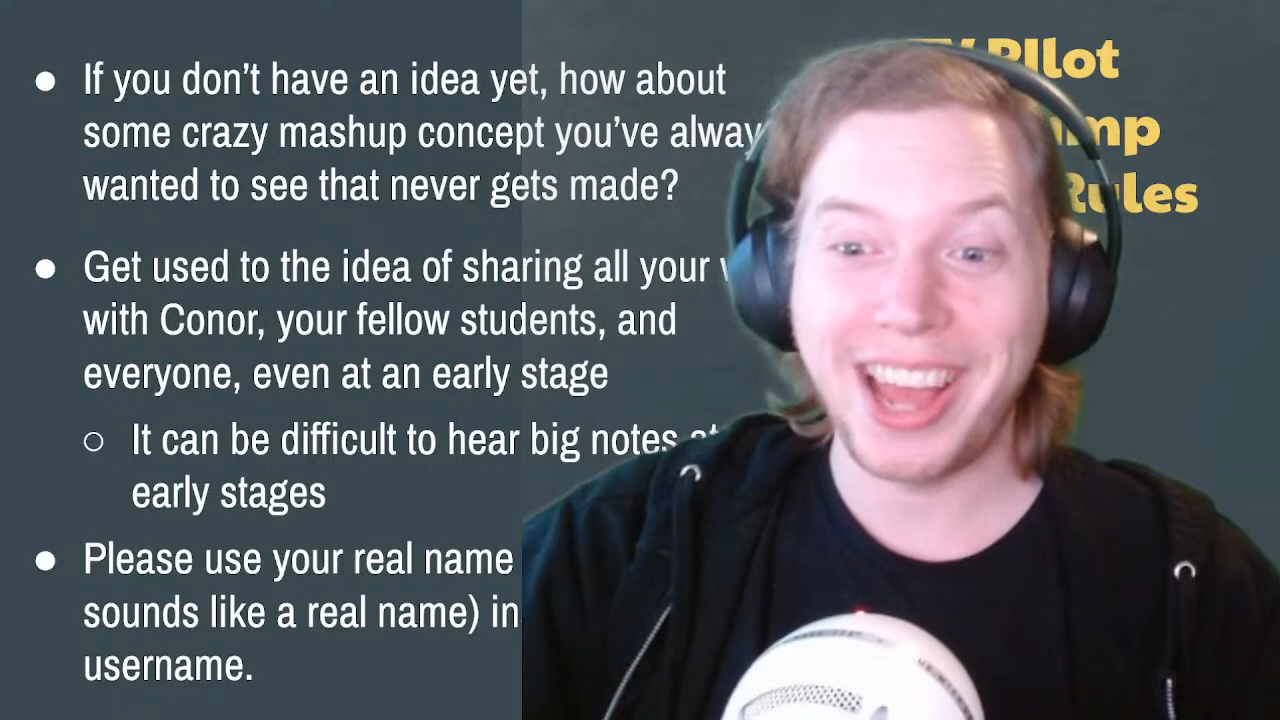 If you don't have an idea yet, how about
some crazy mashup concept you've
wanted to see that never gets made?
Get used to the idea of sharing all your
with Conor, your fellow students, and
everyone, even at an early stage
It can be difficult to hear big notes at
early stages
Please use your real name
sounds like a real name) in
username.
TV PIlot
Rules